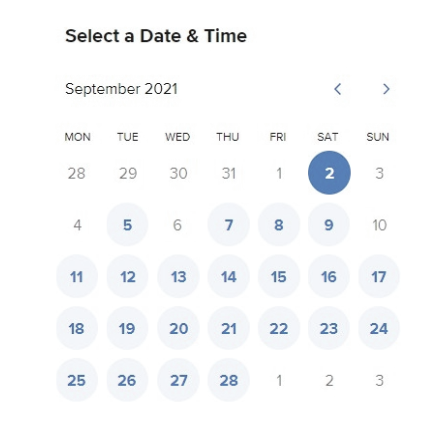 Select a Date & Time
September 2021
MON TUE WED THU FRI SAT SUN
28 29 30 31 1 2 3
4 5 6 7 8 9 10
11 12 13 14 15 16 17
18 19 20 21 22 23 24
25 26 27 28 1 2 3